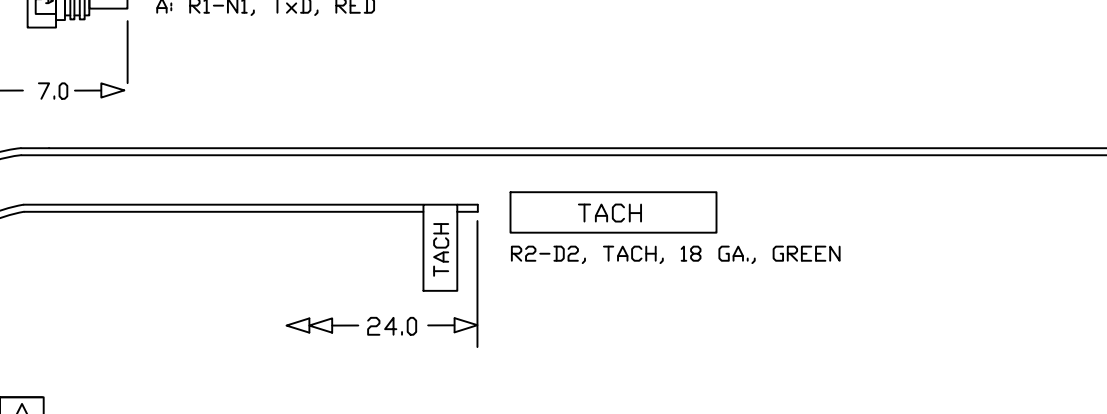 A: R1-N1, TxD, RED
7.0
TACH
R2-D2, TACH, 18 GA., GREEN
TACH
24.0